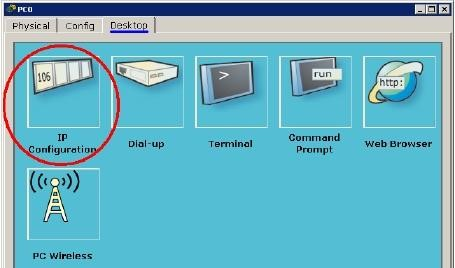 PC0
Physical Config Desktop
106
>
run
http:
IP
Configuration
Dial-up
Terminal
Command
Prompt
Web Browser
PC Wireless